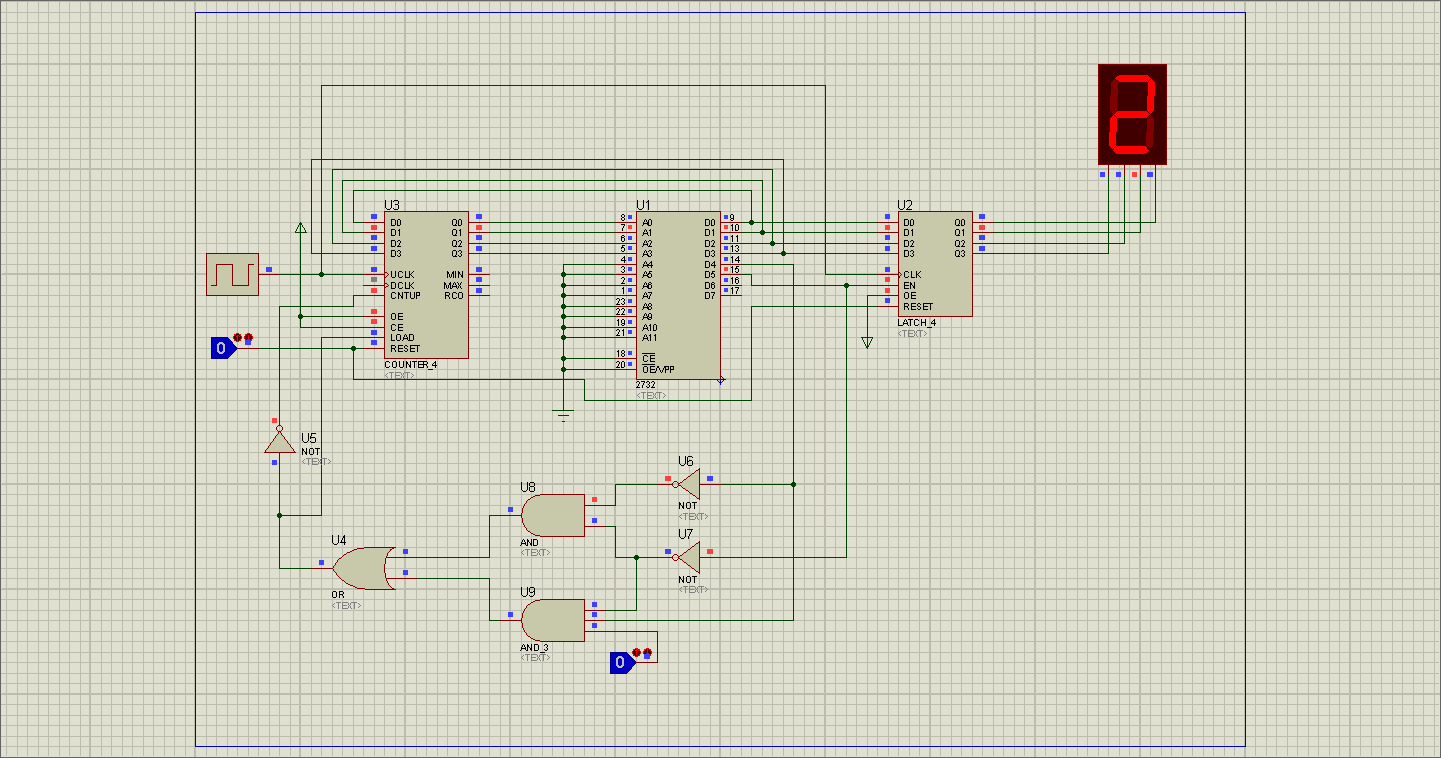 U3
D0 Q0
D1 Q1
D2 Q2
D3 Q3
UCLK MIN
DCLK MAX
CNTUP RCO
OE
CE
LOAD
RESET
COUNTER_4
<TEXT>
0
U1
8 A0 D0 9
7 A1 D1 10
6 A2 D2 11
5 A3 D3 13
4 A4 D4 14
3 A5 D5 15
2 A6 D6 16
1 A7 D7 17
23 A8
22 A9
19 A10
21 A11
18 CE
20 OE/VPP
2732
<TEXT>
U2
D0 Q0
D1 Q1
D2 Q2
D3 Q3
CLK
EN
OE
RESET
LATCH_4
<TEXT>
2
U5
NOT
<TEXT>
U6
NOT
<TEXT>
U8
AND
<TEXT>
U7
NOT
<TEXT>
U4
OR
<TEXT>
U9
AND_3
<TEXT>
0